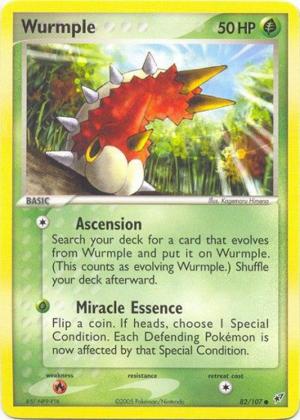 Wurmple 50 HP
Illus. Kagemaru Himeno
BASIC
Ascension
Search your deck for a card that evolves
from Wurmple and put it on Wurmple.
(This counts as evolving Wurmple.) Shuffle
your deck afterward.
Miracle Essence
Flip a coin. If heads, choose 1 Special
Condition. Each Defending Pokémon is
now affected by that Special Condition.
weakness resistance retreat cost
©2005 Pokémon/Nintendo 82/107